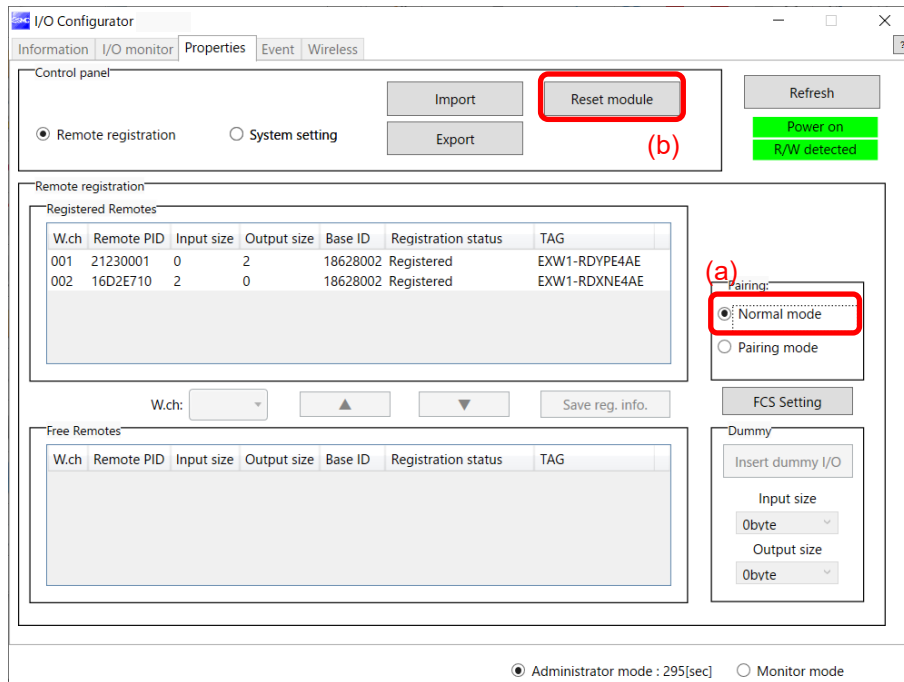 SMC I/O Configurator
Information I/O monitor Properties Event Wireless ?
Control panel
Import Reset module Refresh
Remote registration System setting Export (b) Power on
R/W detected
Remote registration
Registered Remotes
W.ch Remote PID Input size Output size Base ID Registration status TAG
001 21230001 0 2 18628002 Registered EXW1-RDYPE4AE
002 16D2E710 2 0 18628002 Registered EXW1-RDXNE4AE
(a)
Pairing:
Normal mode
Pairing mode
W.ch: ▲ ▼ Save reg. info. FCS Setting
Free Remotes
W.ch Remote PID Input size Output size Base ID Registration status TAG
Dummy
Insert dummy I/O
Input size
0byte
Output size
0byte
Administrator mode : 295[sec] Monitor mode